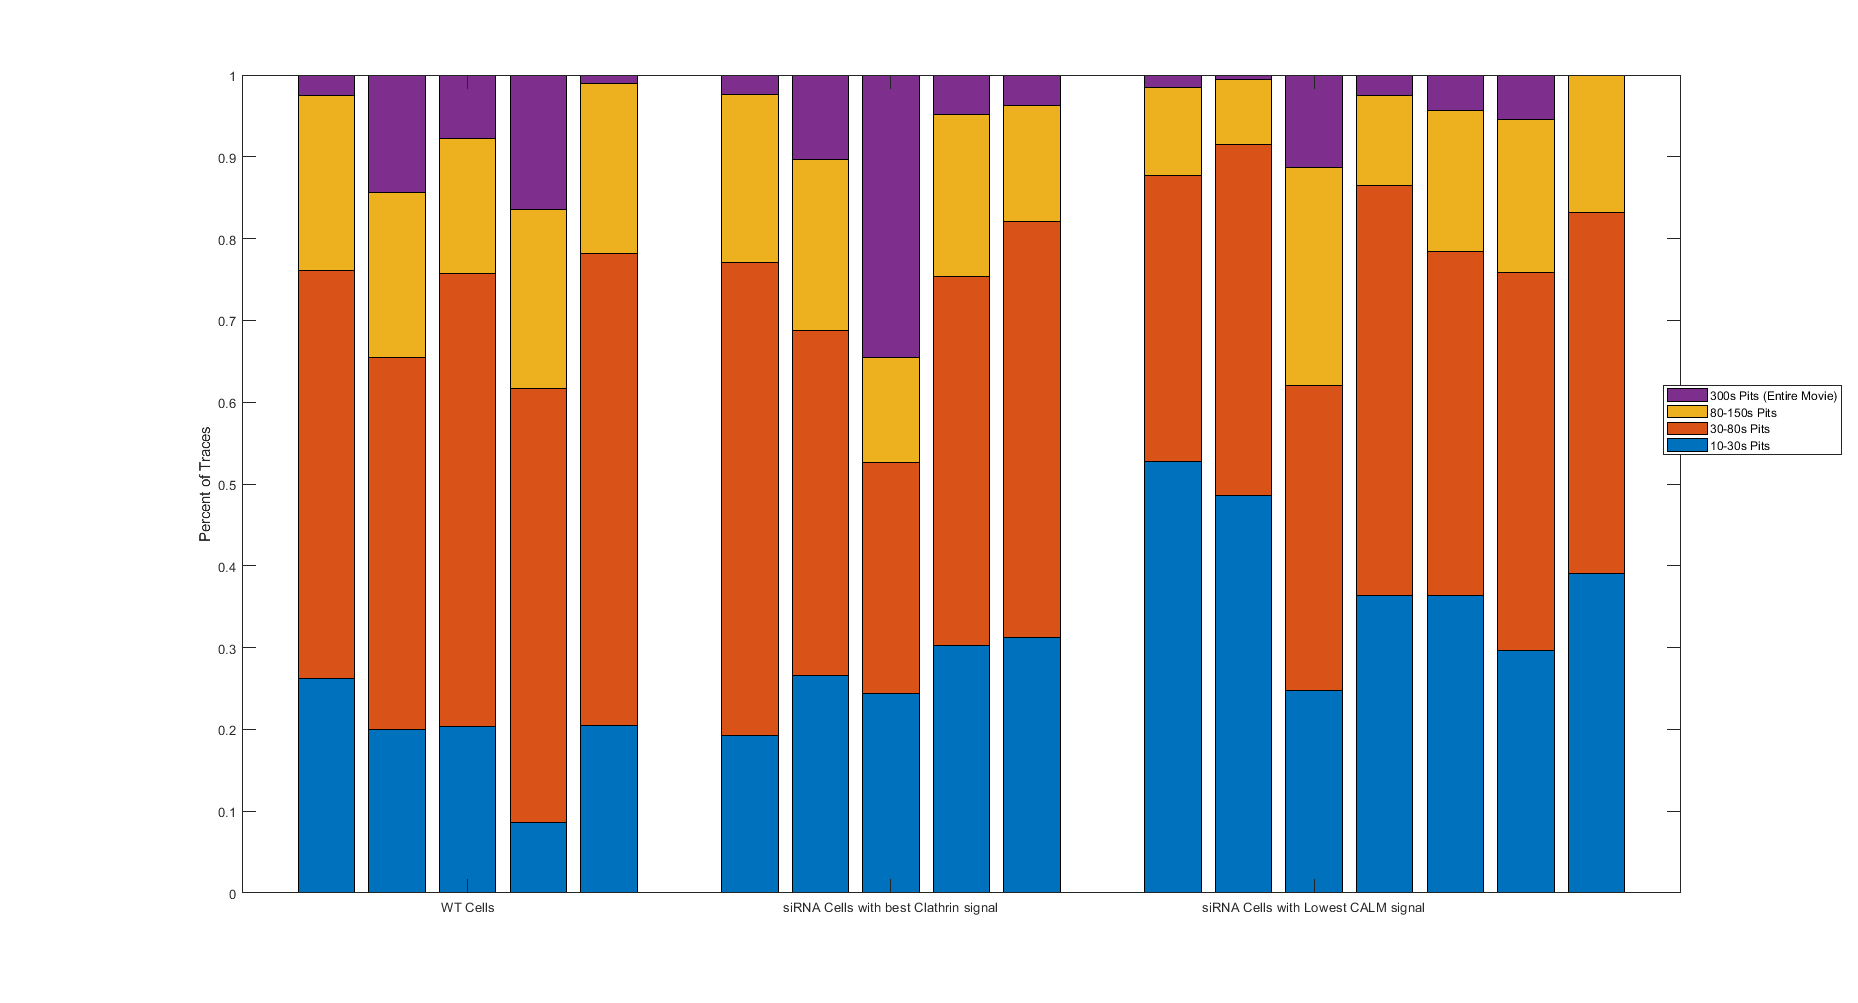 1
0.9
0.8
0.7
0.6
0.5
0.4
0.3
0.2
0.1
0
Percent of Traces
WT Cells
siRNA Cells with best Clathrin signal
siRNA Cells with Lowest CALM signal
300s Pits (Entire Movie)
80-150s Pits
30-80s Pits
10-30s Pits